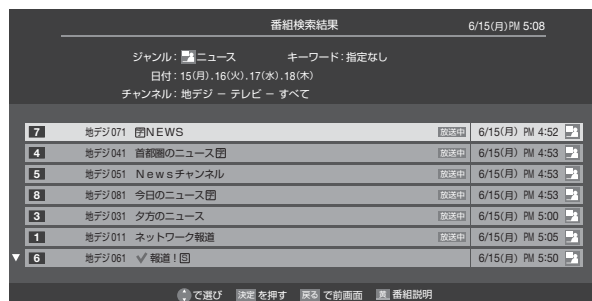 番組検索結果 6/15(月)PM 5:08
ジャンル:ニュース キーワード:指定なし
日付:15(月).16(火).17(水).18(木)
チャンネル:地デジ － テレビ － すべて
7 地デジ071 字NEWS 放送中 6/15(月) PM 4:52
4 地デジ041 首都圏のニュース字 放送中 6/15(月) PM 4:53
5 地デジ051 Newsチャンネル 放送中 6/15(月) PM 4:53
8 地デジ081 今日のニュース字 放送中 6/15(月) PM 4:53
3 地デジ031 夕方のニュース 放送中 6/15(月) PM 5:00
1 地デジ011 ネットワーク報道 放送中 6/15(月) PM 5:05
▼ 6 地デジ061 ✓報道!S 6/15(月) PM 5:50
で選び 決定を押す 戻るで前画面 黄 番組説明